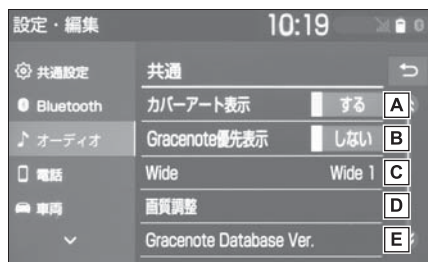 設定・編集
10:19
0
共通設定
共通
Bluetooth
カバーアート表示
する
A
オーディオ
Gracenote優先表示
しない
B
電話
Wide
Wide 1
C
車両
画質調整
D
Gracenote Database Ver.
E